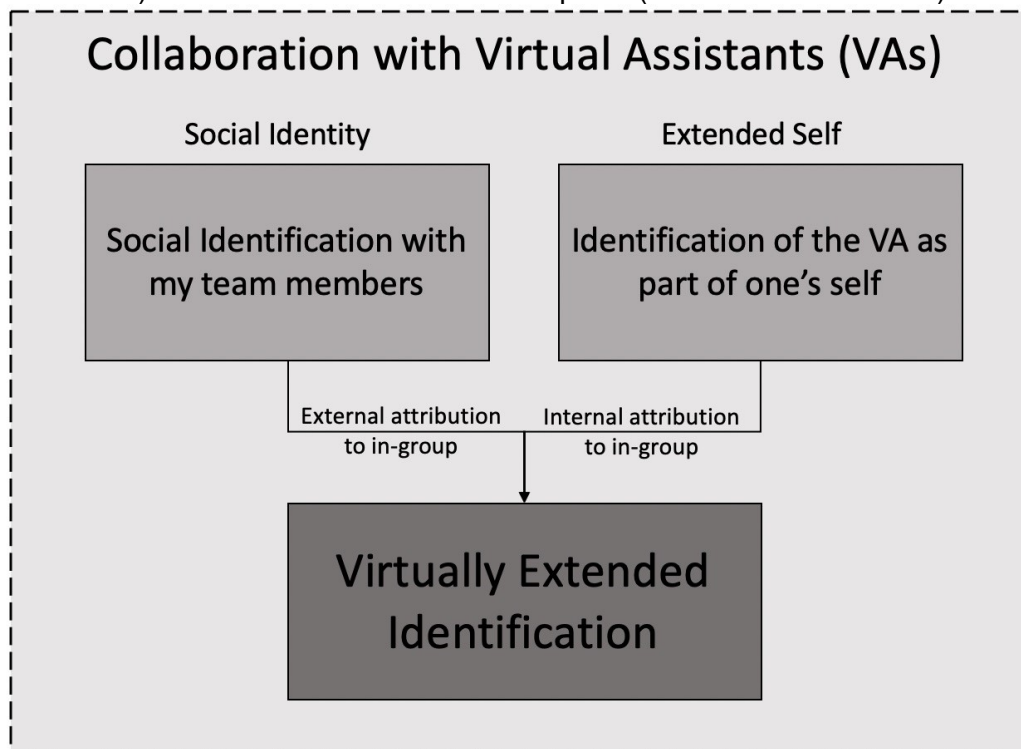 Collaboration with Virtual Assistants (VAs)
Social Identity
Extended Self
Social Identification with
my team members
Identification of the VA as
part of one’s self
External attribution
to in-group
Internal attribution
to in-group
Virtually Extended
Identification